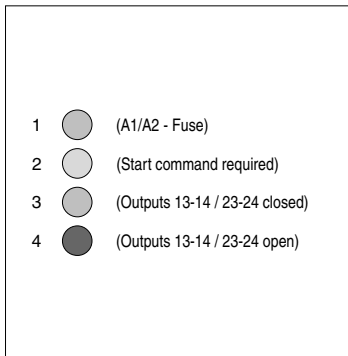 1 (A1/A2 - Fuse)
2 (Start command required)
3 (Outputs 13-14 / 23-24 closed)
4 (Outputs 13-14 / 23-24 open)